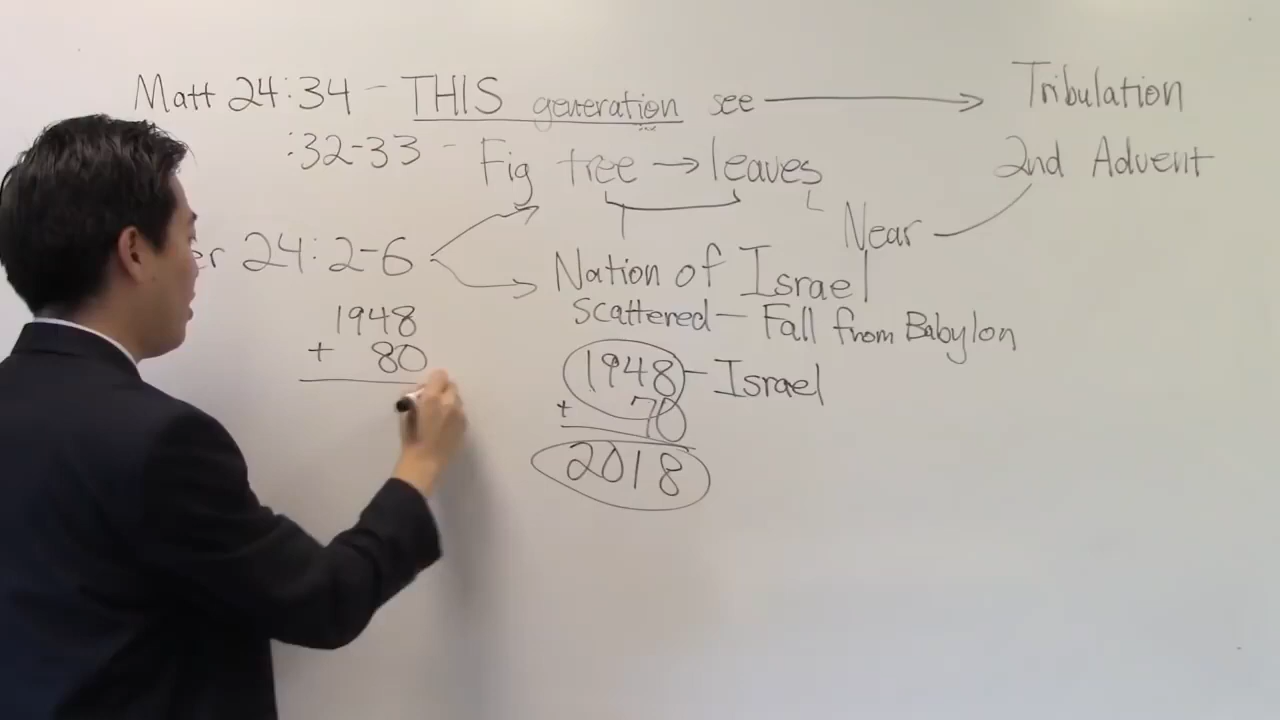 Matt 24:34 - THIS generation see → Tribulation
:32-33 - Fig tree → leaves
2nd Advent
Near
24:2-6
Nation of Israel
Scattered - Fall from Babylon
1948
+ 80
1948 - Israel
+ 70
2018